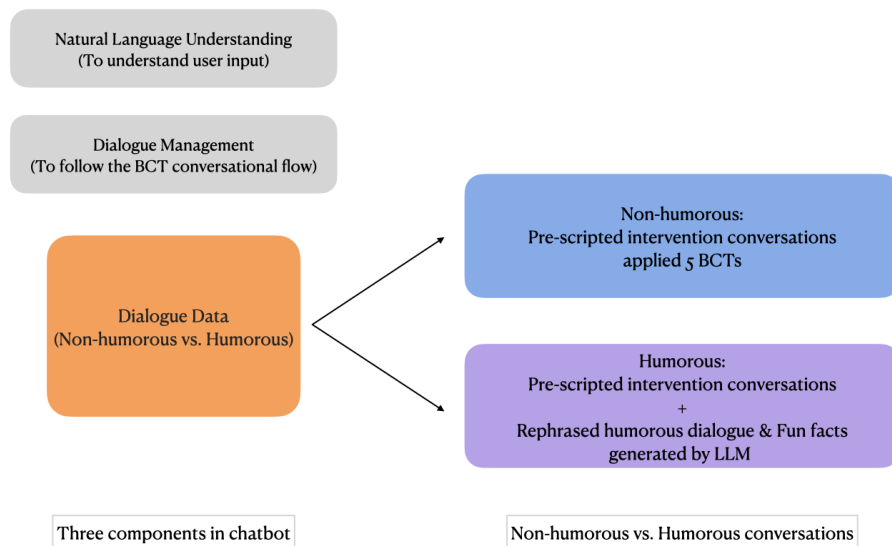 Natural Language Understanding
(To understand user input)
Dialogue Management
(To follow the BCT conversational flow)
Dialogue Data
(Non-humorous vs. Humorous)
Non-humorous:
Pre-scripted intervention conversations
applied 5 BCTs
Humorous:
Pre-scripted intervention conversations
+
Rephrased humorous dialogue & Fun facts
generated by LLM
Three components in chatbot
Non-humorous vs. Humorous conversations